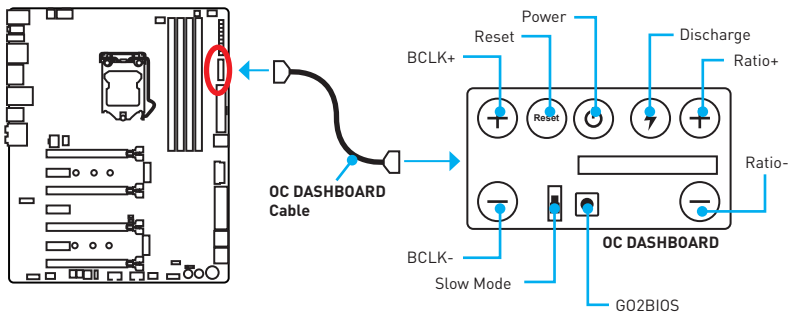 Power
Reset
Discharge
BCLK+
Ratio+
Reset
Ratio-
OC DASHBOARD
Cable
OC DASHBOARD
BCLK-
Slow Mode
GO2BIOS